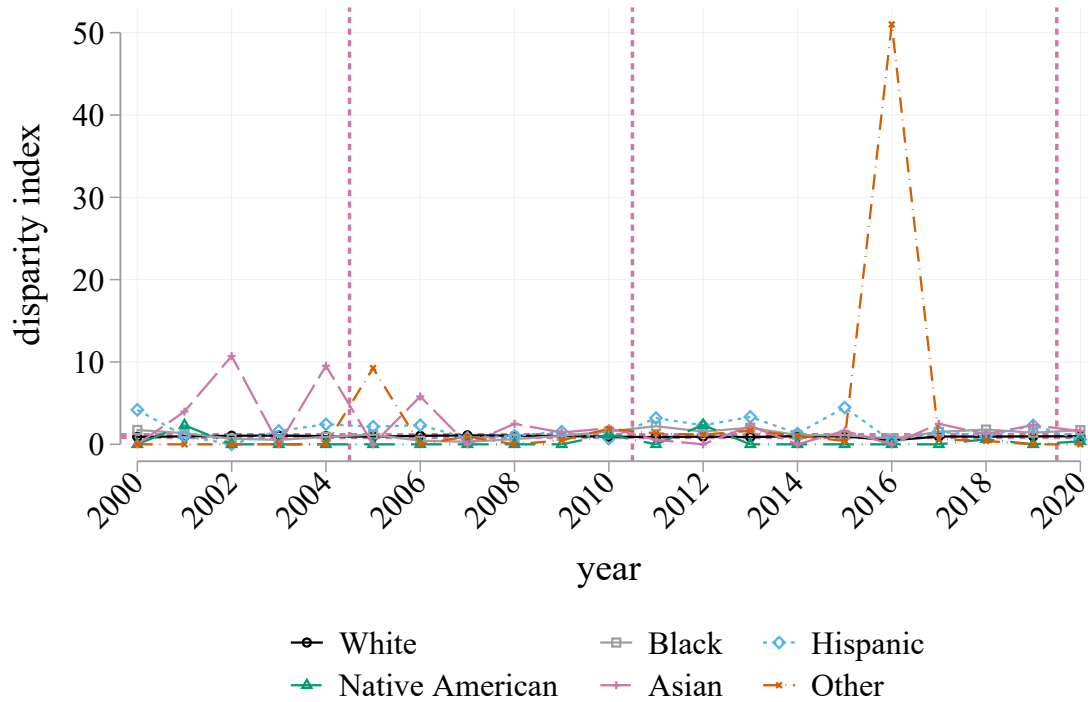 50
40
30
20
10
0
disparity index
2000 2002 2004 2006 2008 2010 2012 2014 2016 2018 2020
year
White Black Hispanic
Native American Asian Other